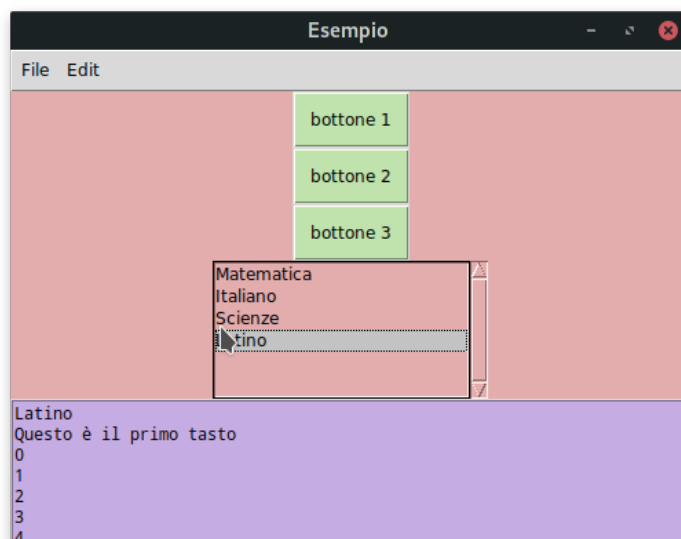 Esempio
File Edit
bottone 1
bottone 2
bottone 3
Matematica
Italiano
Scienze
Latino
Latino
Questo è il primo tasto
0
1
2
3
4